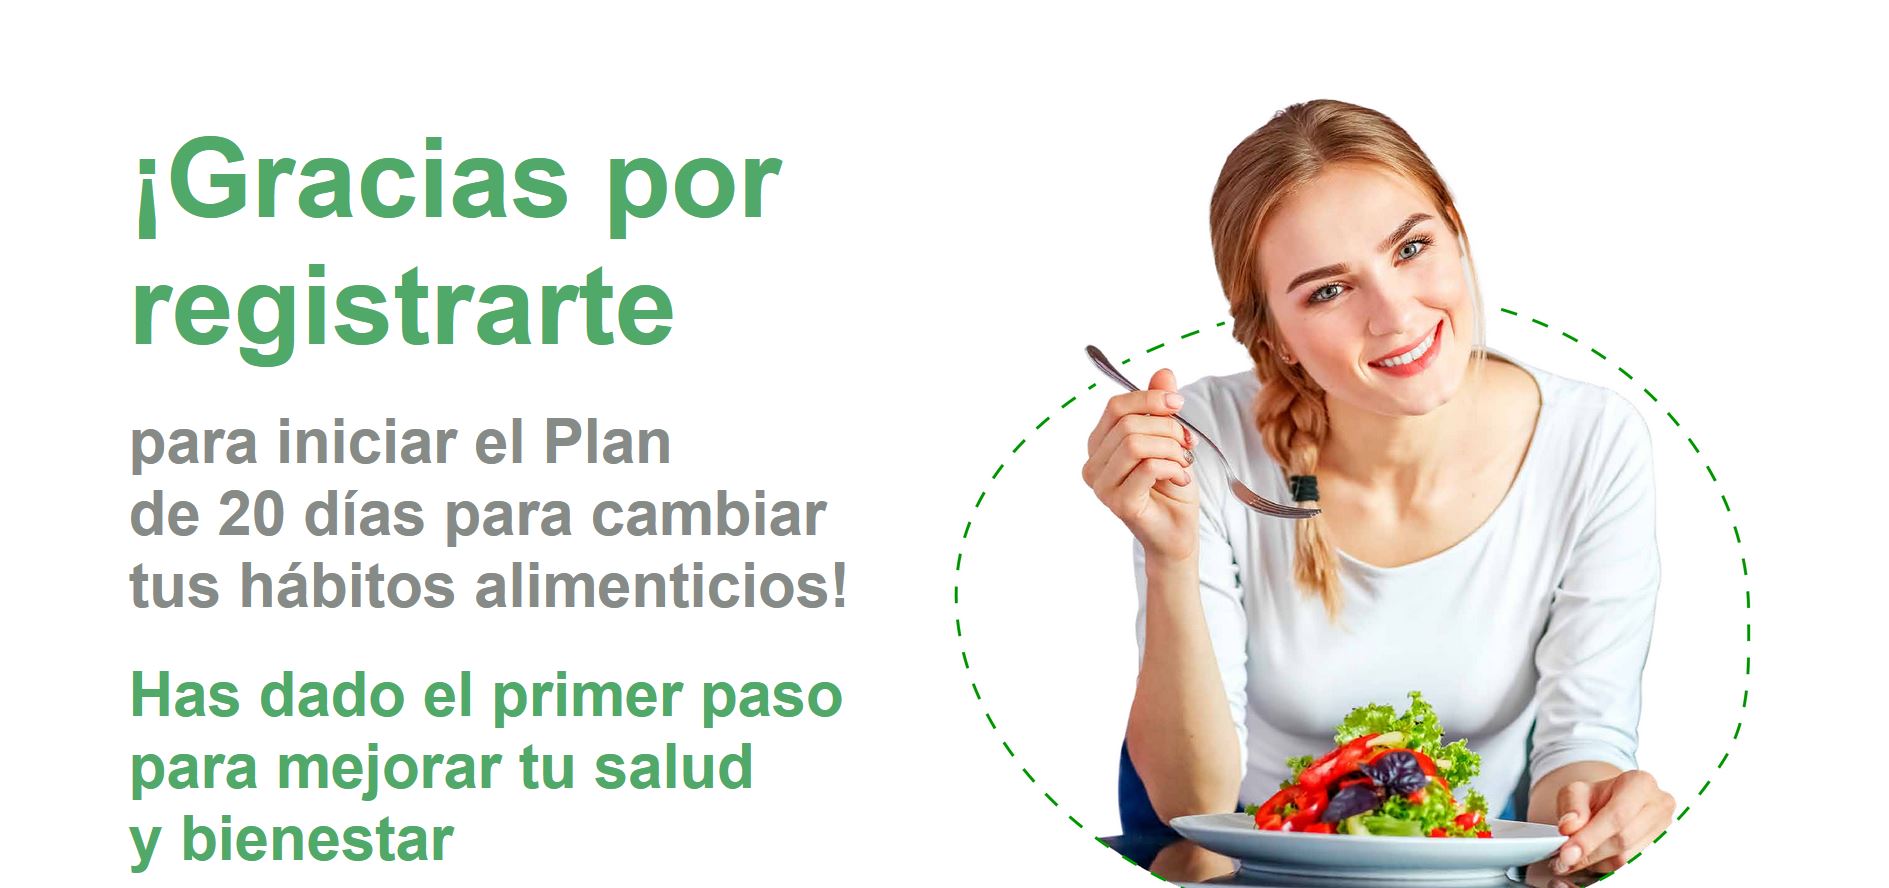 ¡Gracias por
registrarte
para iniciar el Plan
de 20 días para cambiar
tus hábitos alimenticios!
Has dado el primer paso
para mejorar tu salud
y bienestar